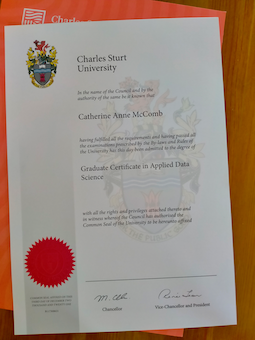 Charles
Charles Sturt
University
In the name of the Council and by the
authority of the same be it known that
Catherine Anne McComb
having fulfilled all the requirements and having passed all
the examinations prescribed by the By-laws and Rules of
the University has this day been admitted to the degree of
Graduate Certificate in Applied Data
Science
with all the rights and privileges attached thereto and
in witness whereof the Council has authorised the
Common Seal of the University to be hereunto affixed
Chancellor
Vice-Chancellor and President